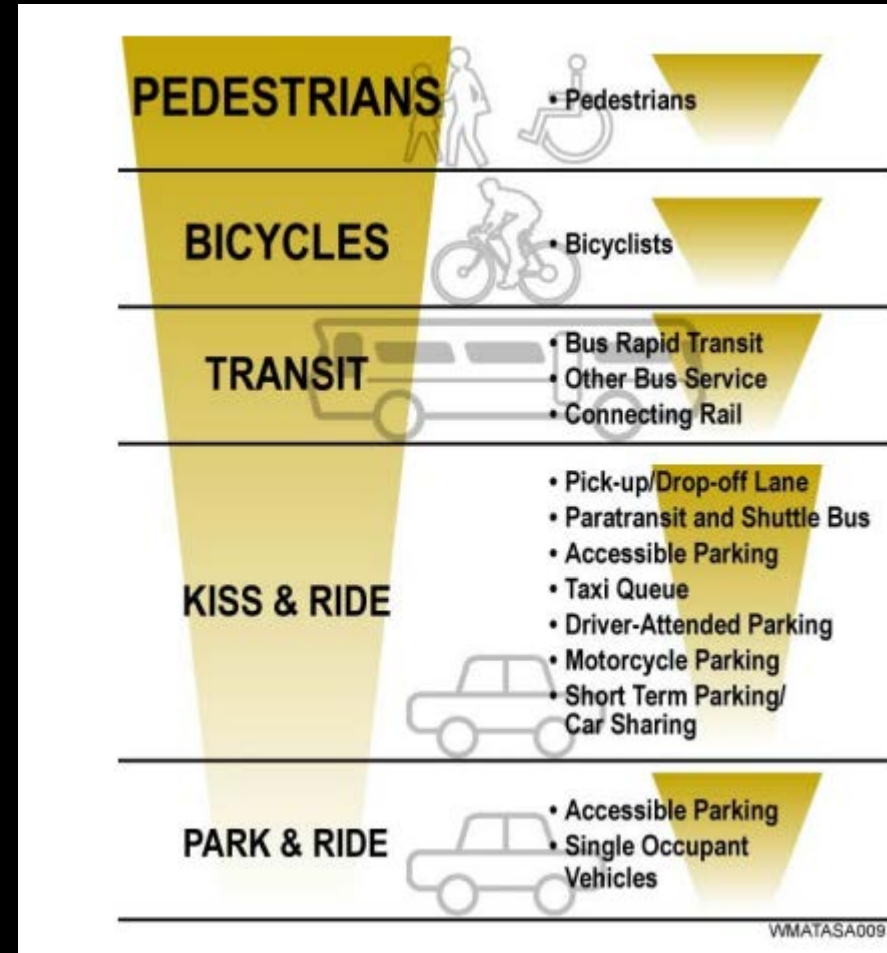 PEDESTRIANS
• Pedestrians
BICYCLES
• Bicyclists
TRANSIT
• Bus Rapid Transit
• Other Bus Service
• Connecting Rail
KISS & RIDE
• Pick-up/Drop-off Lane
• Paratransit and Shuttle Bus
• Accessible Parking
• Taxi Queue
• Driver-Attended Parking
• Motorcycle Parking
• Short Term Parking/
Car Sharing
PARK & RIDE
• Accessible Parking
• Single Occupant
Vehicles
WMATASA009